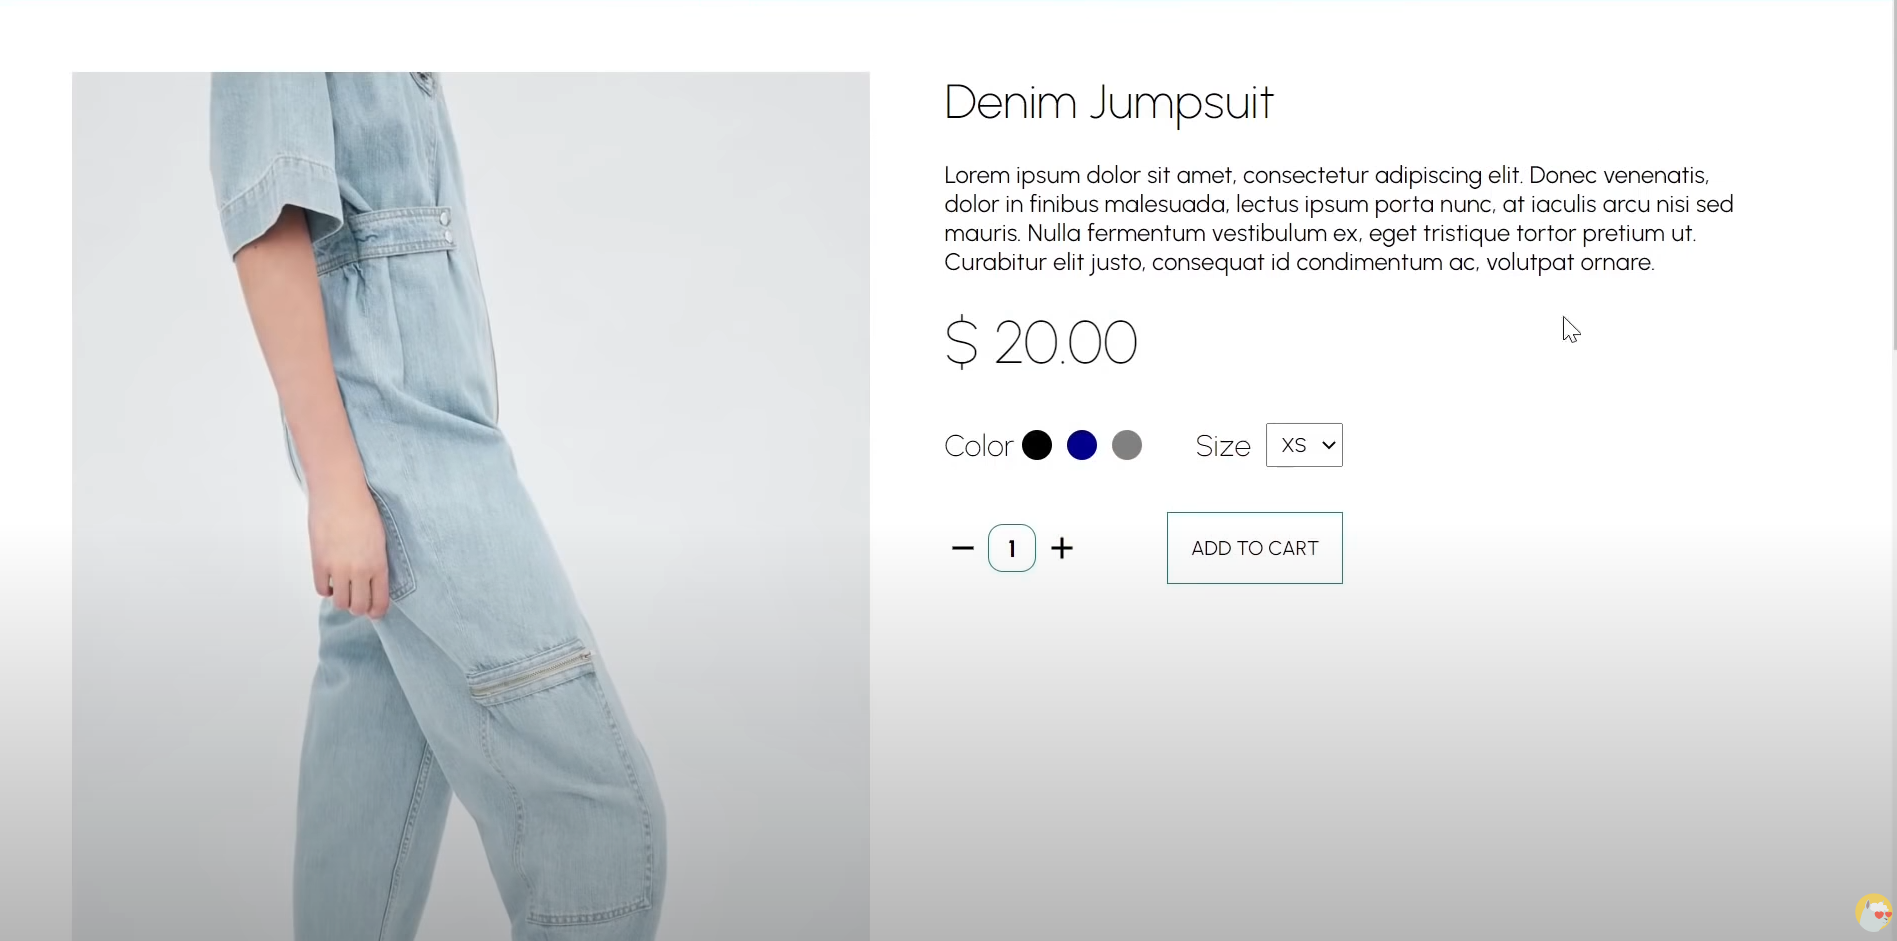 Denim Jumpsuit
Lorem ipsum dolor sit amet, consectetur adipiscing elit. Donec venenatis,
dolor in finibus malesuada, lectus ipsum porta nunc, at iaculis arcu nisi sed
mauris. Nulla fermentum vestibulum ex, eget tristique tortor pretium ut.
Curabitur elit justo, consequat id condimentum ac, volutpat ornare.
$ 20.00
Color Size XS
− 1 + ADD TO CART